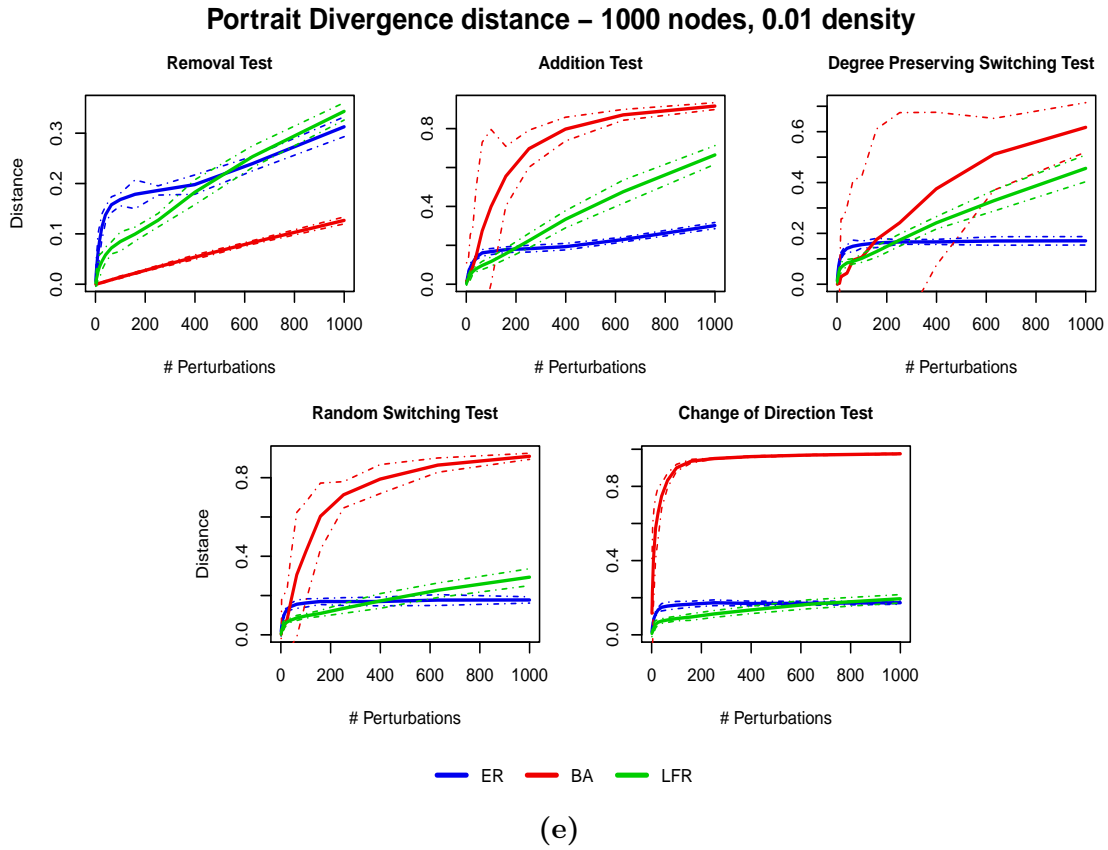 Portrait Divergence distance – 1000 nodes, 0.01 density
Removal Test
Addition Test
Degree Preserving Switching Test
Distance
0.0 0.1 0.2 0.3
0 200 400 600 800 1000
# Perturbations
0.0 0.4 0.8
0 200 400 600 800 1000
# Perturbations
0.0 0.2 0.4 0.6
0 200 400 600 800 1000
# Perturbations
Random Switching Test
Change of Direction Test
Distance
0.0 0.4 0.8
0 200 400 600 800 1000
# Perturbations
0.0 0.4 0.8
0 200 400 600 800 1000
# Perturbations
ER BA LFR
(e)